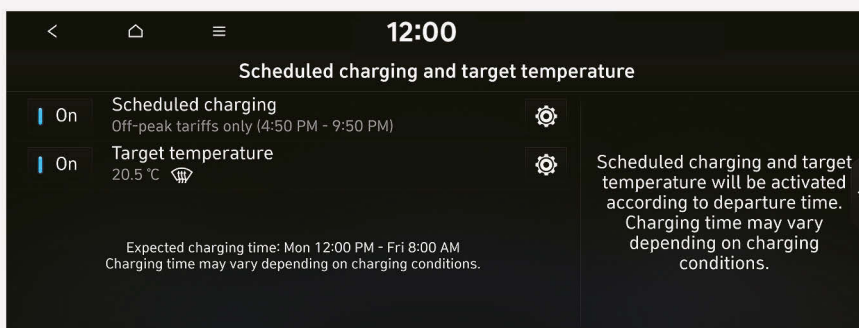 12:00
Scheduled charging and target temperature
On
Scheduled charging
Off-peak tariffs only (4:50 PM - 9:50 PM)
On
Target temperature
20.5 °C
Expected charging time: Mon 12:00 PM - Fri 8:00 AM
Charging time may vary depending on charging conditions.
Scheduled charging and target
temperature will be activated
according to departure time.
Charging time may vary
depending on charging
conditions.